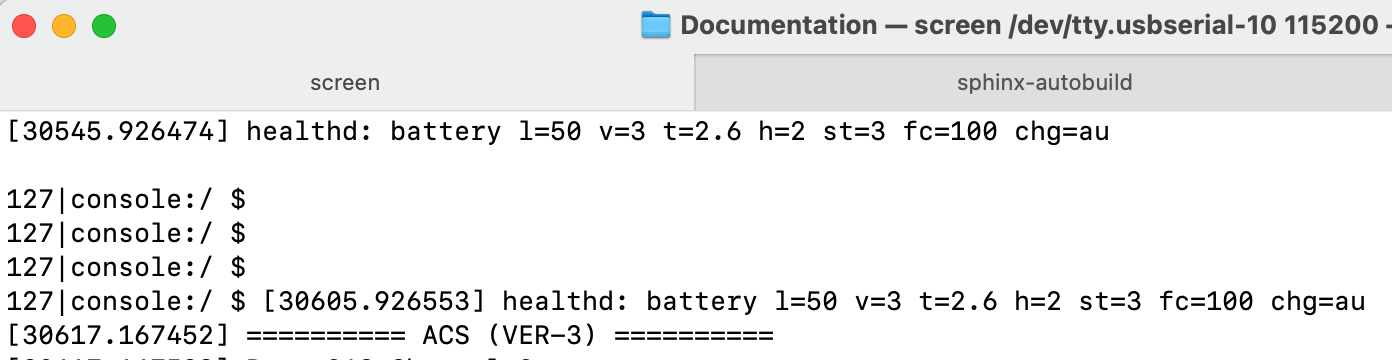 Documentation — screen /dev/tty.usbserial-10 115200
screen
sphinx-autobuild
[30545.926474] healthd: battery l=50 v=3 t=2.6 h=2 st=3 fc=100 chg=au
127|console:/ $
127|console:/ $
127|console:/ $
127|console:/ $ [30605.926553] healthd: battery l=50 v=3 t=2.6 h=2 st=3 fc=100 chg=au
[30617.167452] ========== ACS (VER-3) ==========